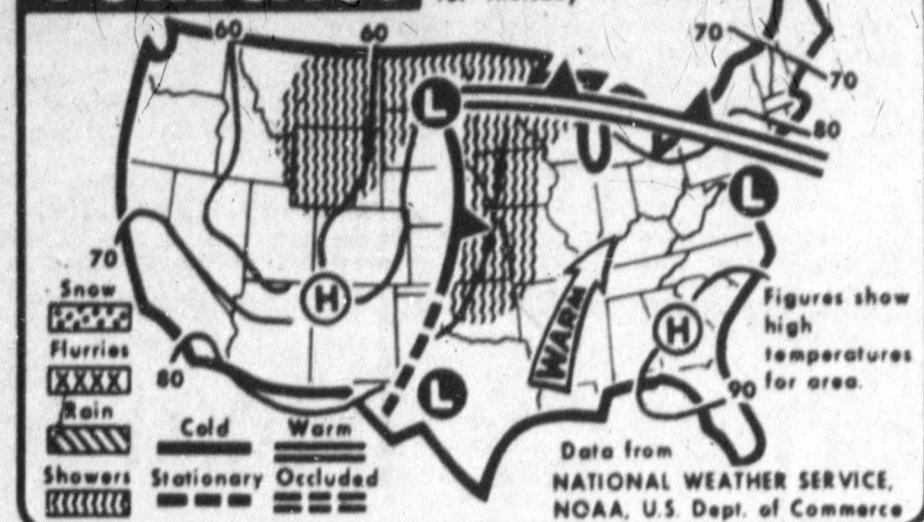 60
60
70
70
80
L
L
70
H
Snow
Flurries
80
Rain
WARM
H
Figures show
high
temperatures
for area.
90
L
Cold
Warm
Showers
Stationary
Occluded
Data from
NATIONAL WEATHER SERVICE,
NOAA, U.S. Dept. of Commerce